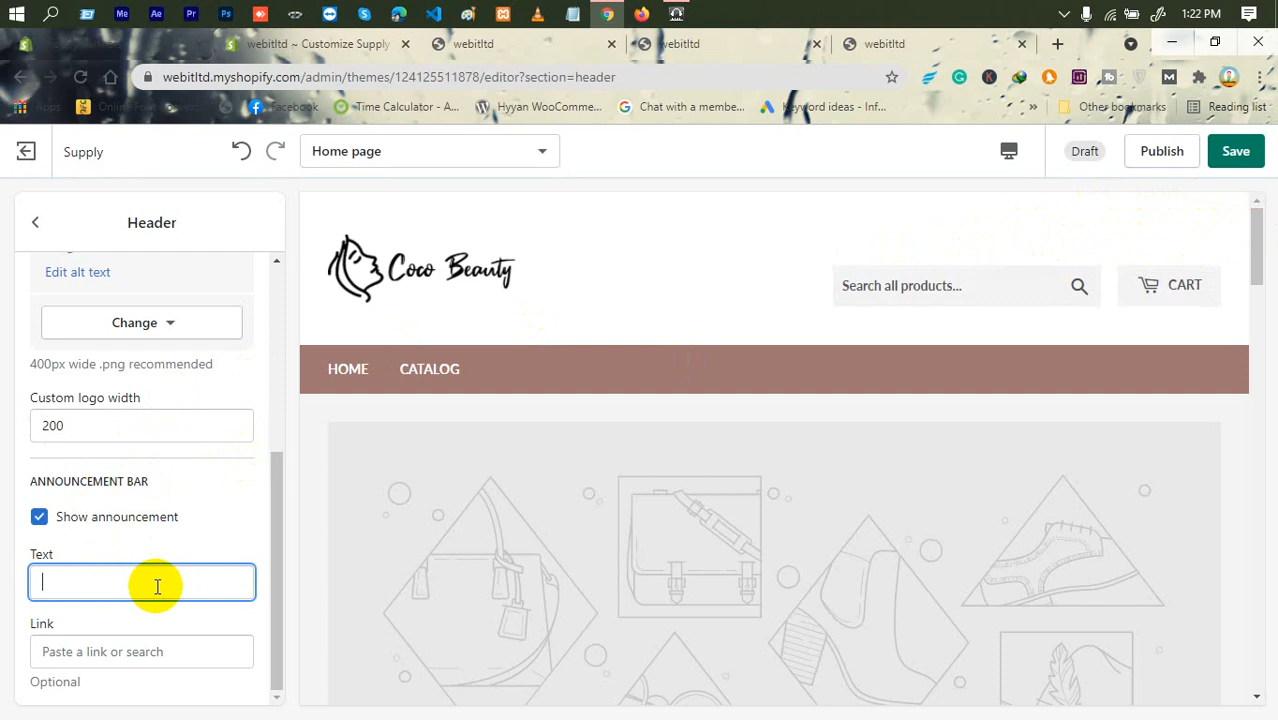 1:22 PM
webitltd ~ Customize Supply
webitltd
webitltd
webitltd
webitltd.myshopify.com/admin/themes/124125511878/editor?section=header
Apps
Facebook
Time Calculator - A...
Hyyan WooComme...
Chat with a membe...
Keyword ideas - Inf...
Other bookmarks
Reading list
Supply
Home page
Draft
Publish
Save
Header
Edit alt text
Change
400px wide .png recommended
Custom logo width
200
ANNOUNCEMENT BAR
Show announcement
Text
Link
Paste a link or search
Optional
Coco Beauty
Search all products...
CART
HOME
CATALOG